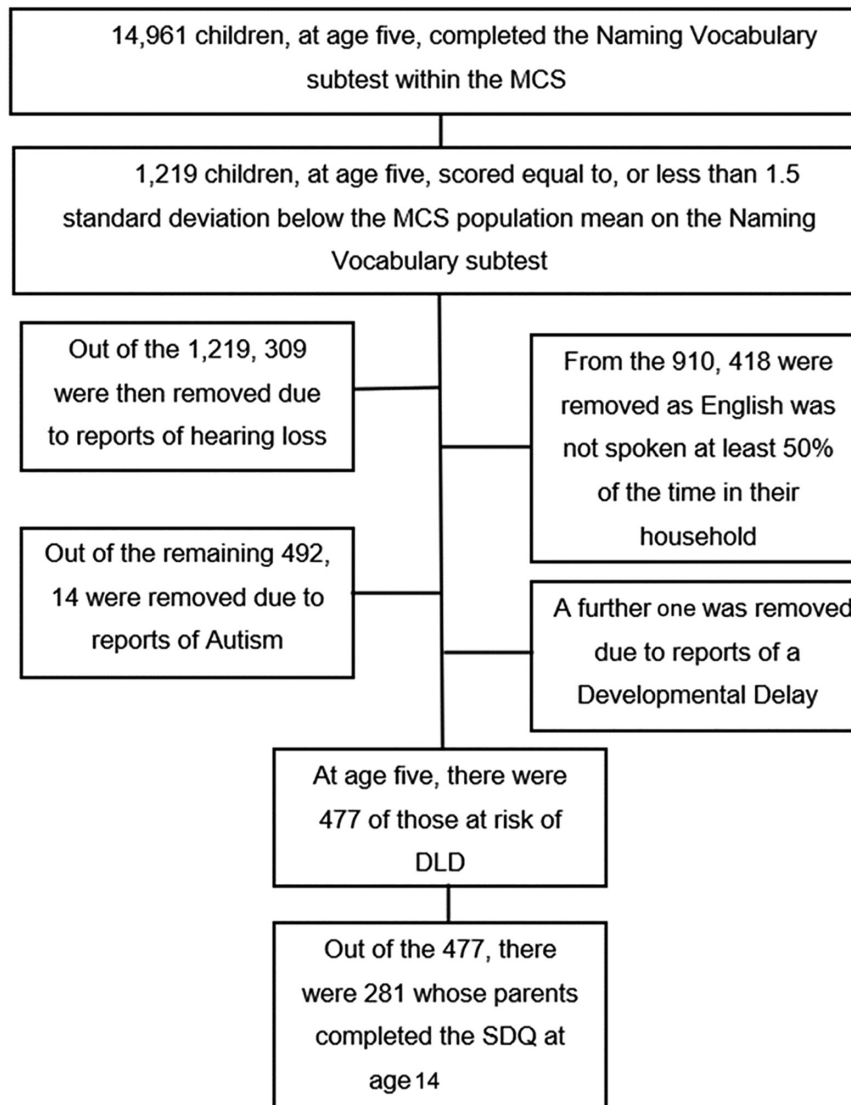 14,961 children, at age five, completed the Naming Vocabulary
subtest within the MCS
1,219 children, at age five, scored equal to, or less than 1.5
standard deviation below the MCS population mean on the Naming
Vocabulary subtest
Out of the 1,219, 309
were then removed due
to reports of hearing loss
From the 910, 418 were
removed as English was
not spoken at least 50%
of the time in their
household
Out of the remaining 492,
14 were removed due to
reports of Autism
A further one was removed
due to reports of a
Developmental Delay
At age five, there were
477 of those at risk of
DLD
Out of the 477, there
were 281 whose parents
completed the SDQ at
age 14